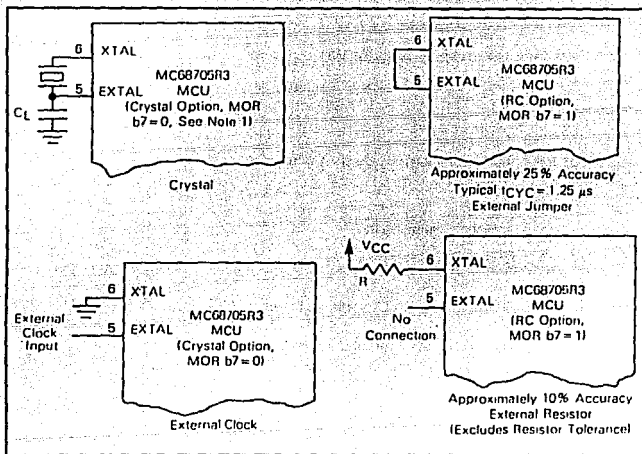 6
XTAL
5
EXTAL
CL
MC68705R3
MCU
(Crystal Option, MOR
b7=0, See Note 1)
Crystal
6
XTAL
5
EXTAL
MC68705R3
MCU
(RC Option,
MOR b7=1)
Approximately 25% Accuracy
Typical tCYC=1.25 µs
External Jumper
6
XTAL
External
Clock
Input
5
EXTAL
MC68705R3
MCU
(Crystal Option,
MOR b7=0)
External Clock
VCC
R
6
XTAL
5
EXTAL
No
Connection
MC68705R3
MCU
(RC Option,
MOR b7=1)
Approximately 10% Accuracy
External Resistor
(Excludes Resistor Tolerance)